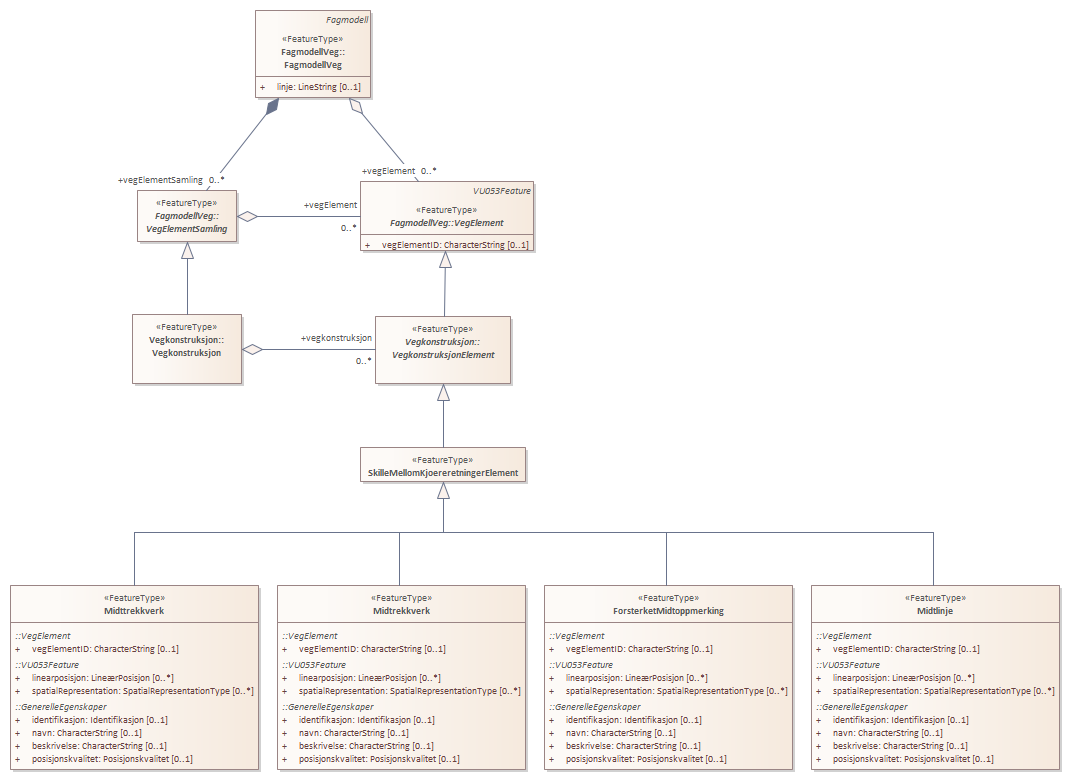 Fagmodell
«FeatureType»
FagmodellVeg::
FagmodellVeg
+ linje: LineString [0..1]
+vegElementSamling 0..*
+vegElement 0..*
«FeatureType»
FagmodellVeg::
VegElementSamling
+vegElement
0..*
VU053Feature
«FeatureType»
FagmodellVeg::VegElement
+ vegElementID: CharacterString [0..1]
«FeatureType»
Vegkonstruksjon::
Vegkonstruksjon
+vegkonstruksjon
0..*
«FeatureType»
Vegkonstruksjon::
VegkonstruksjonElement
«FeatureType»
SkilleMellomKjoereretningerElement
«FeatureType»
Midttrekkverk
::VegElement
+ vegElementID: CharacterString [0..1]
::VU053Feature
+ linearposisjon: LineærPosisjon [0..*]
+ spatialRepresentation: SpatialRepresentationType [0..*]
::GenerelleEgenskaper
+ identifikasjon: Identifikasjon [0..1]
+ navn: CharacterString [0..1]
+ beskrivelse: CharacterString [0..1]
+ posisjonskvalitet: Posisjonskvalitet [0..1]
«FeatureType»
Midtrekkverk
::VegElement
+ vegElementID: CharacterString [0..1]
::VU053Feature
+ linearposisjon: LineærPosisjon [0..*]
+ spatialRepresentation: SpatialRepresentationType [0..*]
::GenerelleEgenskaper
+ identifikasjon: Identifikasjon [0..1]
+ navn: CharacterString [0..1]
+ beskrivelse: CharacterString [0..1]
+ posisjonskvalitet: Posisjonskvalitet [0..1]
«FeatureType»
ForsterketMidtoppmerking
::VegElement
+ vegElementID: CharacterString [0..1]
::VU053Feature
+ linearposisjon: LineærPosisjon [0..*]
+ spatialRepresentation: SpatialRepresentationType [0..*]
::GenerelleEgenskaper
+ identifikasjon: Identifikasjon [0..1]
+ navn: CharacterString [0..1]
+ beskrivelse: CharacterString [0..1]
+ posisjonskvalitet: Posisjonskvalitet [0..1]
«FeatureType»
Midtlinje
::VegElement
+ vegElementID: CharacterString [0..1]
::VU053Feature
+ linearposisjon: LineærPosisjon [0..*]
+ spatialRepresentation: SpatialRepresentationType [0..*]
::GenerelleEgenskaper
+ identifikasjon: Identifikasjon [0..1]
+ navn: CharacterString [0..1]
+ beskrivelse: CharacterString [0..1]
+ posisjonskvalitet: Posisjonskvalitet [0..1]